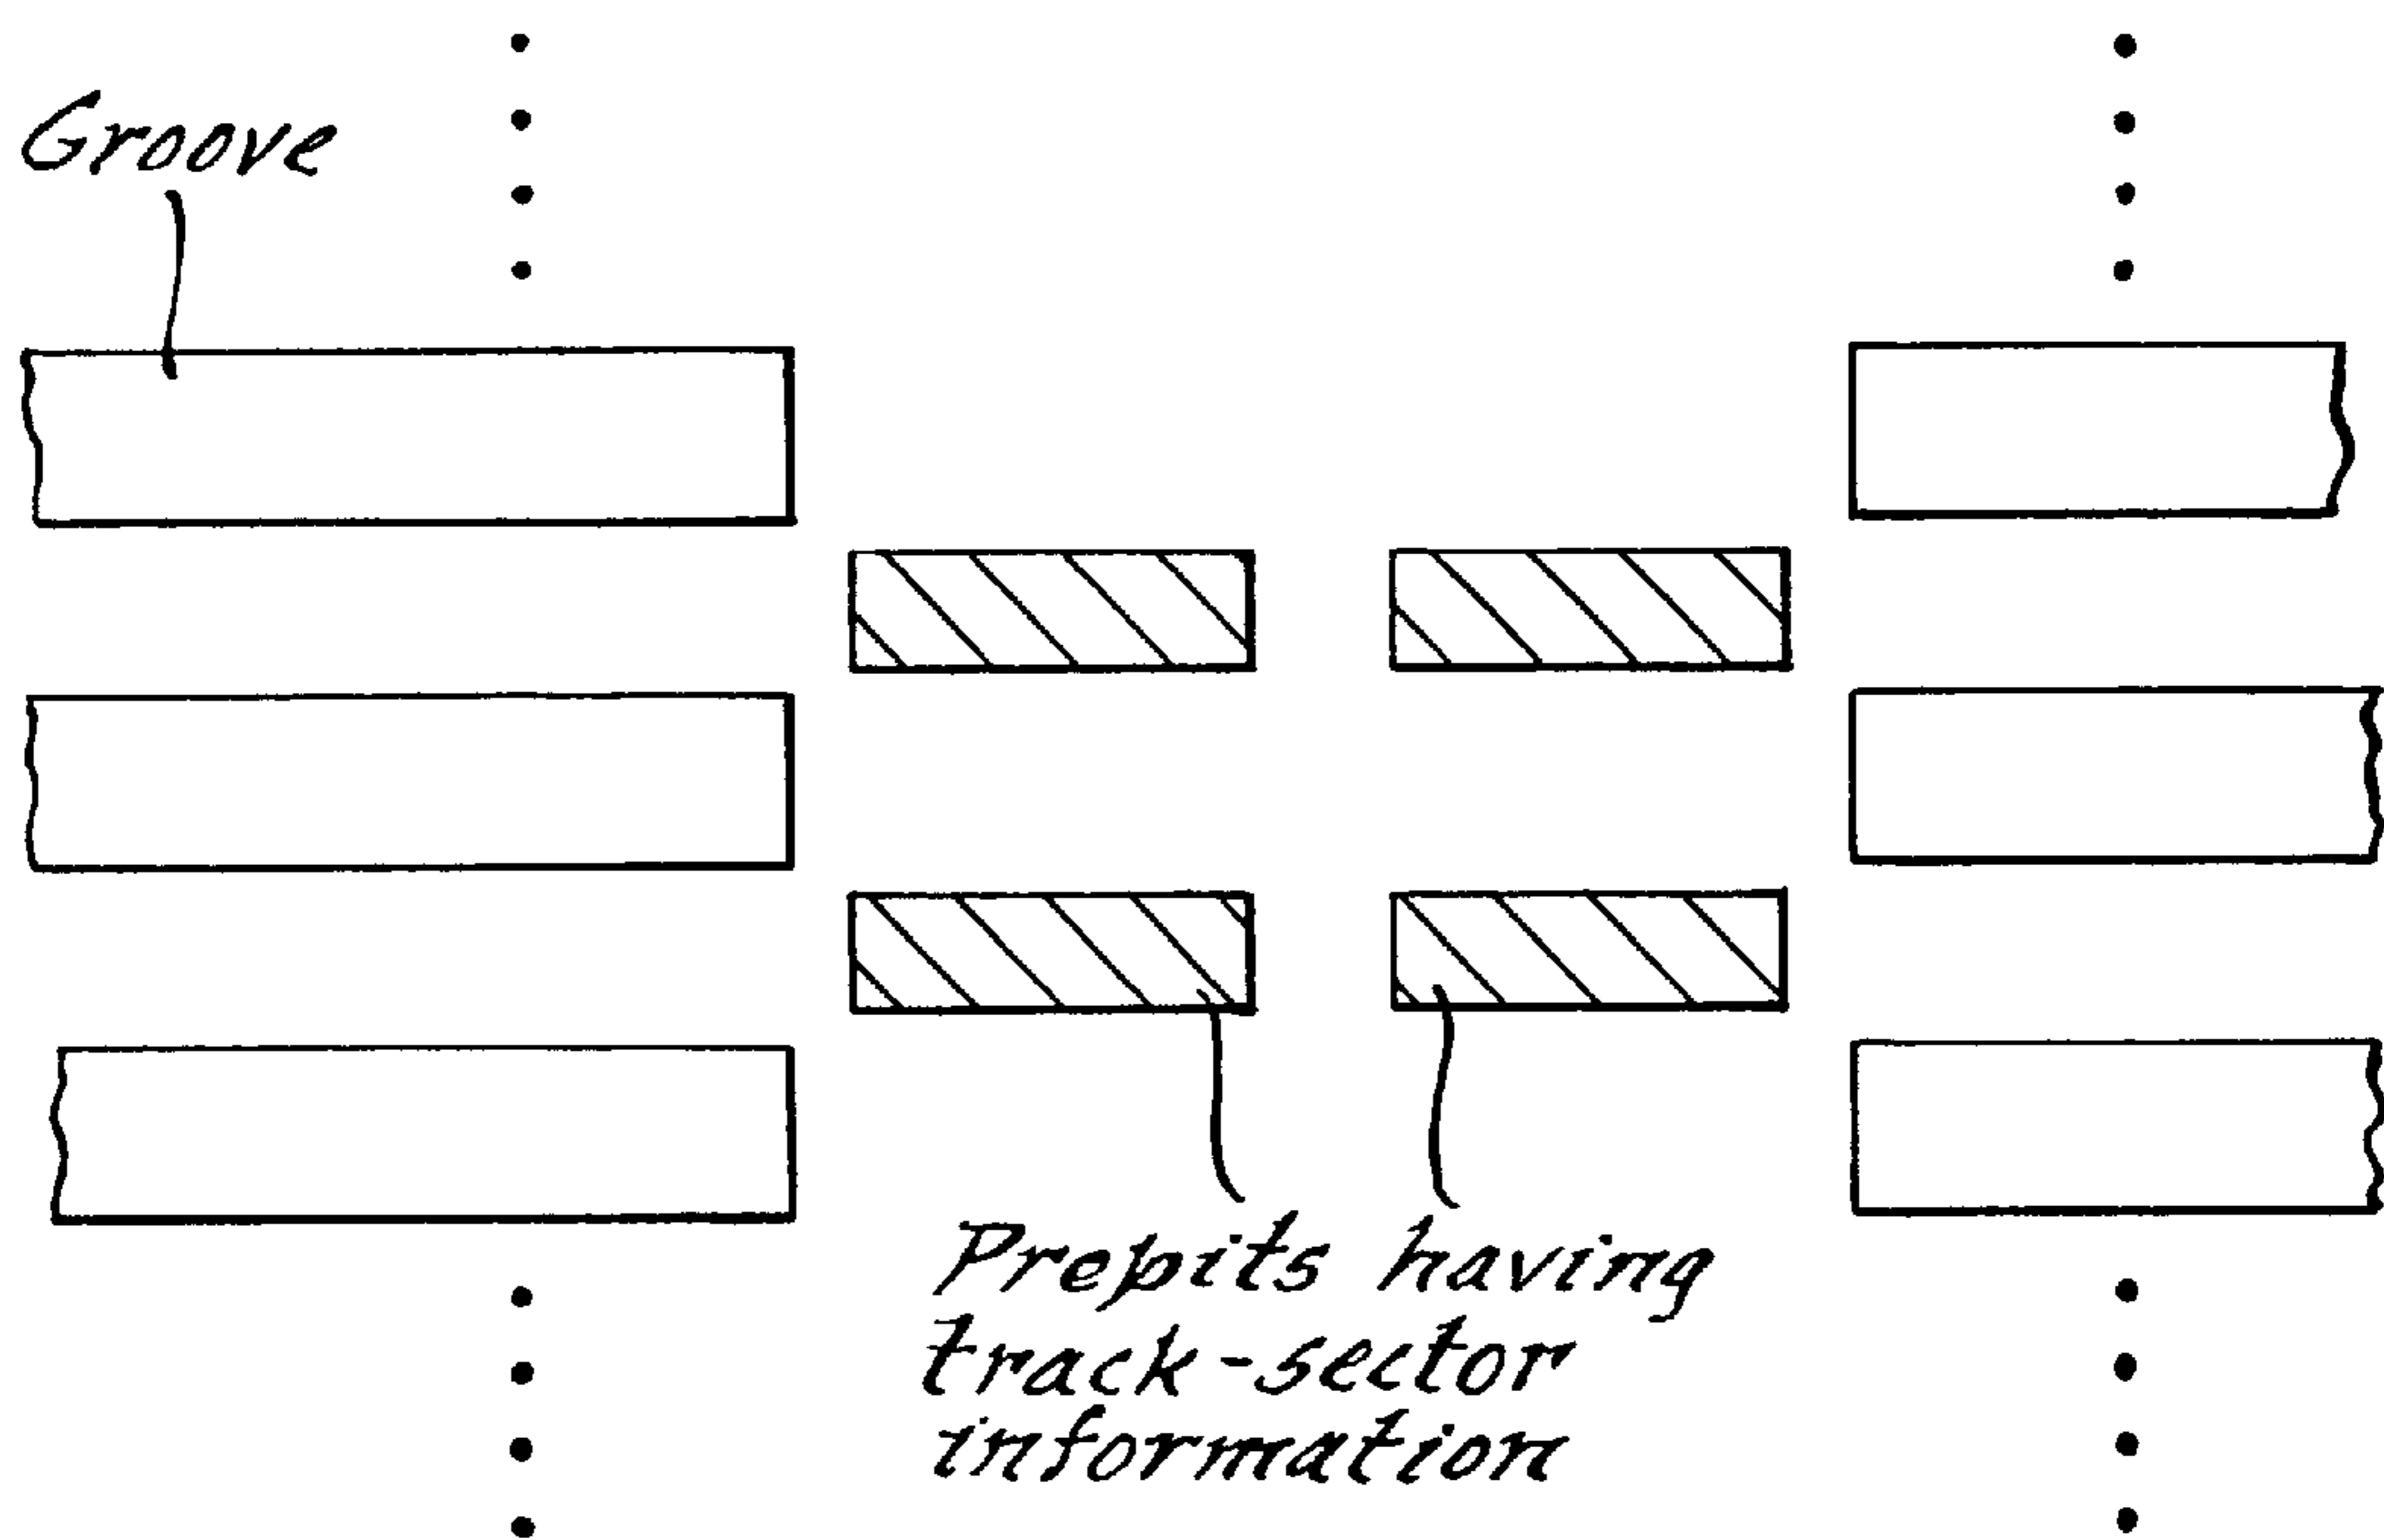 Groove
Prepits having
track-sector
information